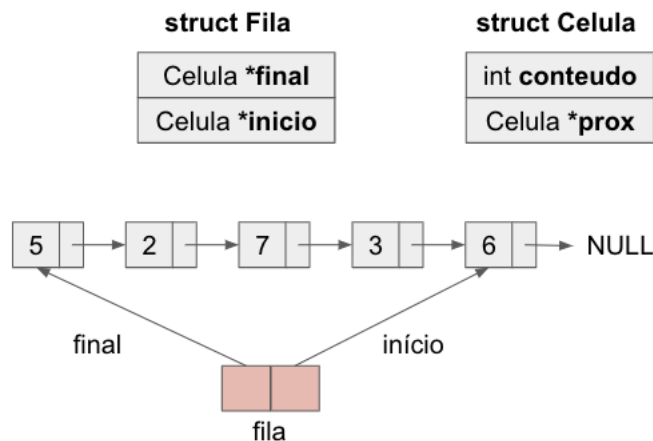 struct Fila
struct Celula
Celula *final
int conteudo
Celula *inicio
Celula *prox
5 2 7 3 6 NULL
final
início
fila